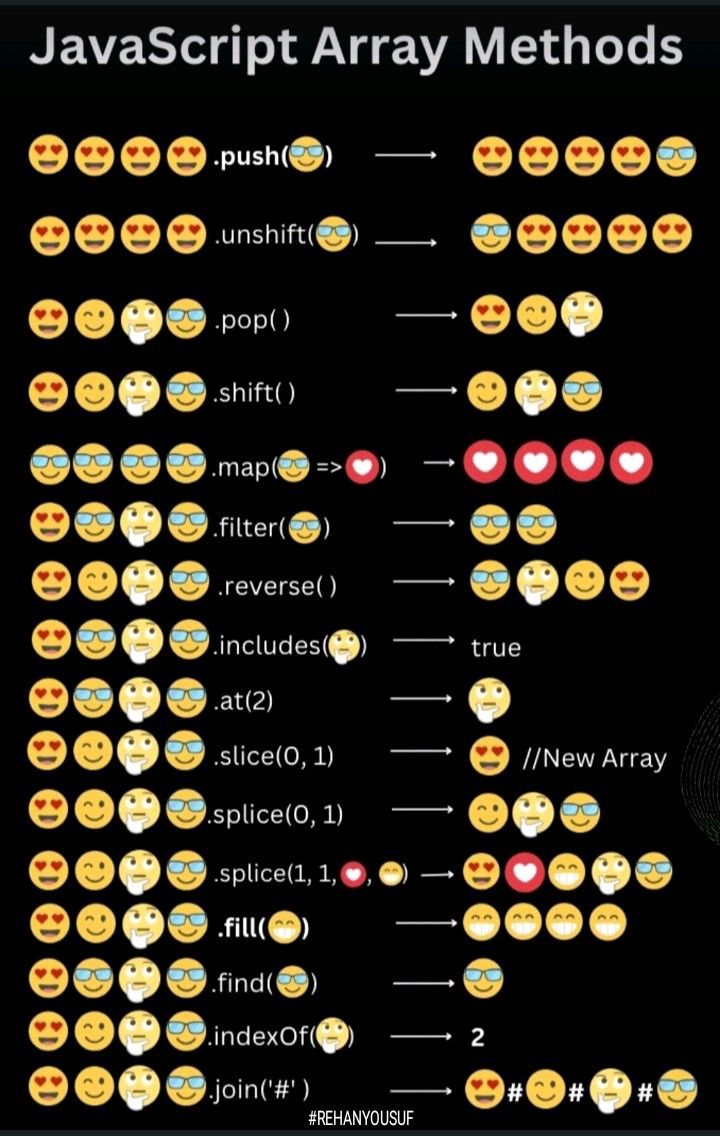 JavaScript Array Methods
😍😍😍😍.push(😎) ⟶ 😍😍😍😍😎
😍😍😍😍.unshift(😎) ⟶ 😎😍😍😍😍
😍😉🤔😎.pop( ) ⟶ 😍😉🤔
😍😉🤔😎.shift( ) ⟶ 😉🤔😎
😎😎😎😎.map(😎 => 💟) ⟶ 💟💟💟💟
😍😎🤔😎.filter(😎) ⟶ 😎😎
😍😉🤔😎.reverse( ) ⟶ 😎🤔😉😍
😍😎🤔😎.includes(🤔) ⟶ true
😍😎🤔😎.at(2) ⟶ 🤔
😍😉🤔😎.slice(0, 1) ⟶ 😍 //New Array
😍😉🤔😎.splice(0, 1) ⟶ 😉🤔😎
😍😉🤔😎.splice(1, 1, 💟, 😁) ⟶ 😍💟😁🤔😎
😍😉🤔😎.fill(😁) ⟶ 😁😁😁😁
😍😎🤔😎.find(😎) ⟶ 😎
😍😉🤔😎.indexOf(🤔) ⟶ 2
😍😉🤔😎.join('#' ) ⟶ 😍#😉#🤔#😎
#REHANYOUSUF